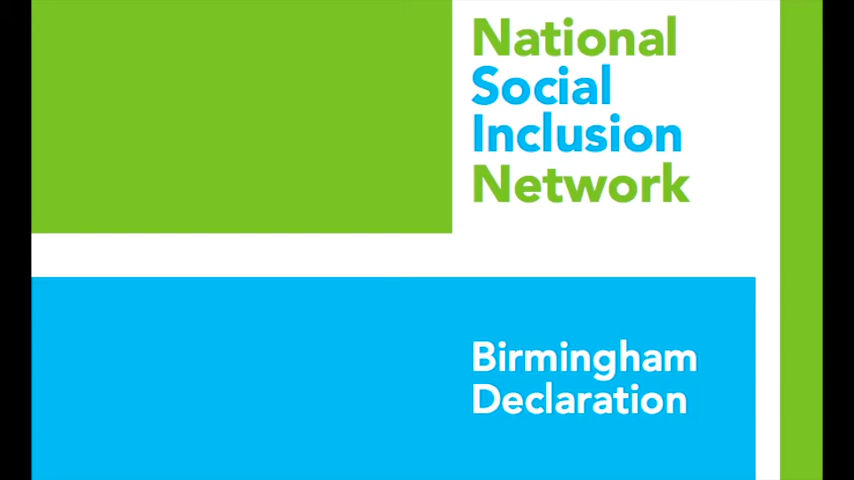 National
Social
Inclusion
Network
Birmingham
Declaration